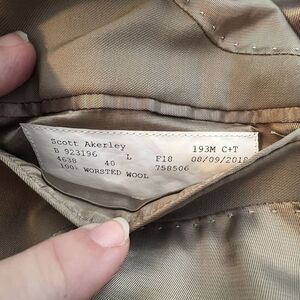 Scott Akerley 193M C+T
B 923196 L F18 08/09/2018
4638 40 758506
100% WORSTED WOOL